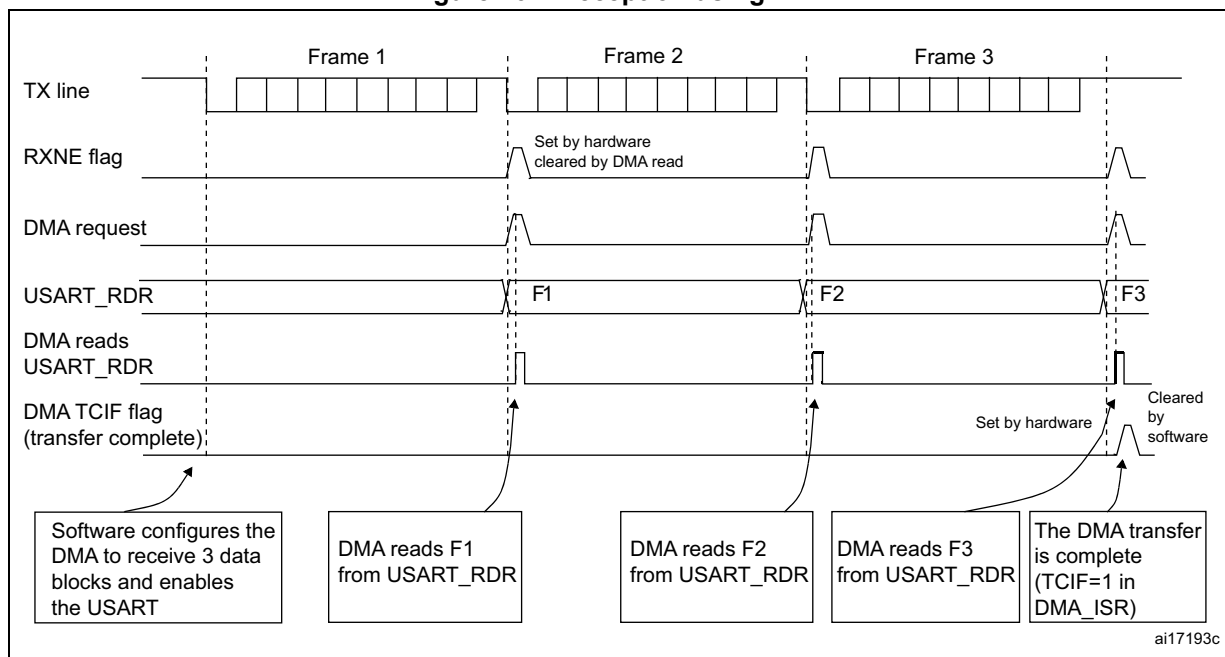 Frame 1
Frame 2
Frame 3
TX line
RXNE flag
Set by hardware
cleared by DMA read
DMA request
USART_RDR
F1
F2
F3
DMA reads
USART_RDR
DMA TCIF flag
(transfer complete)
Set by hardware
Cleared
by
software
Software configures the
DMA to receive 3 data
blocks and enables
the USART
DMA reads F1
from USART_RDR
DMA reads F2
from USART_RDR
DMA reads F3
from USART_RDR
The DMA transfer
is complete
(TCIF=1 in
DMA_ISR)
ai17193c